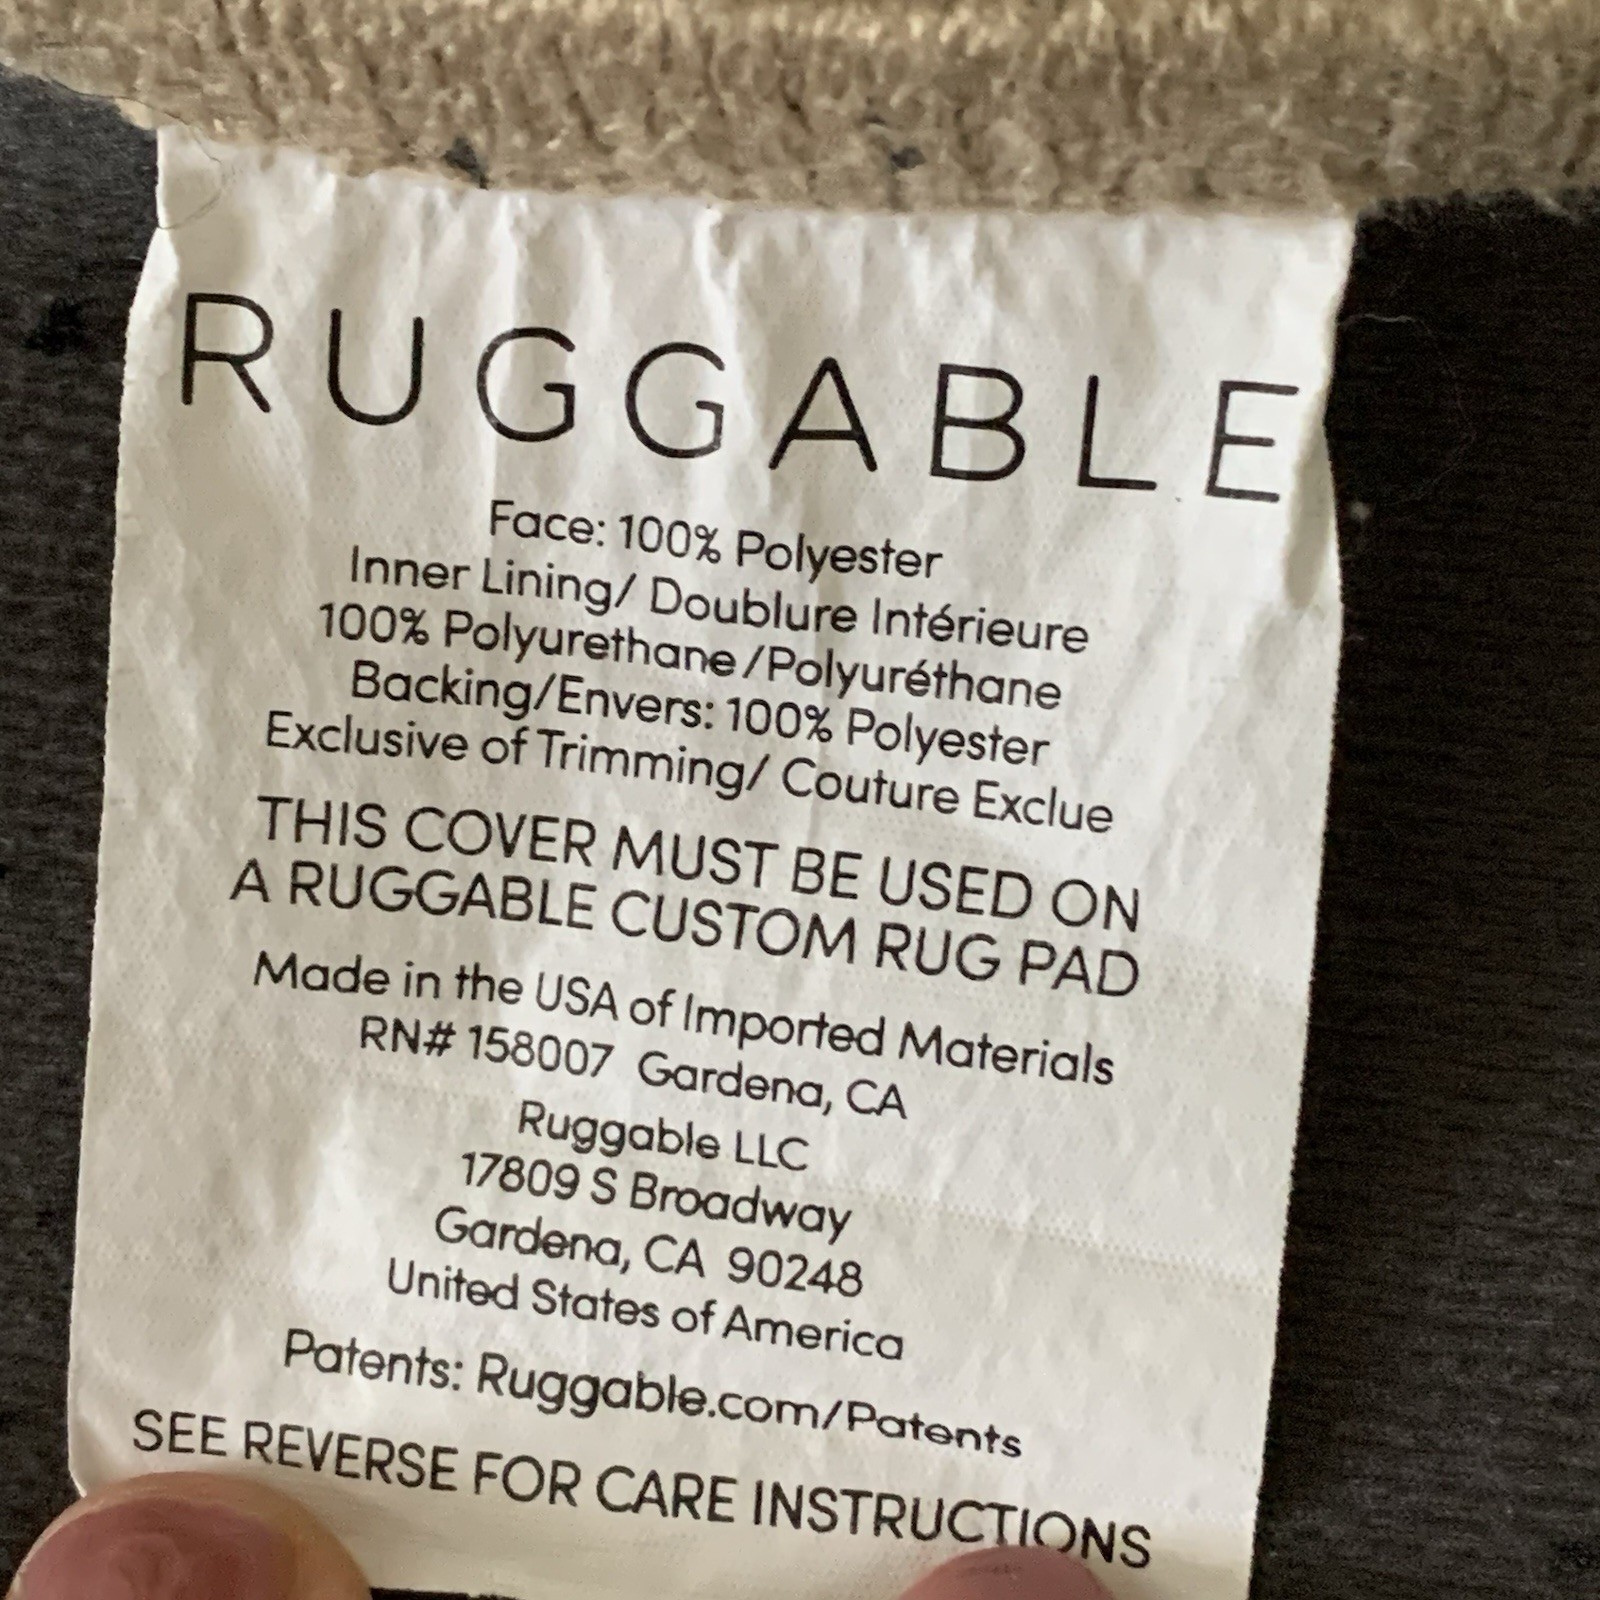 RUGGABLE
Face: 100% Polyester
Inner Lining/ Doublure Intérieure
100% Polyurethane/Polyuréthane
Backing/Envers: 100% Polyester
Exclusive of Trimming/ Couture Exclue
THIS COVER MUST BE USED ON
A RUGGABLE CUSTOM RUG PAD
Made in the USA of Imported Materials
RN# 158007 Gardena, CA
Ruggable LLC
17809 S Broadway
Gardena, CA 90248
United States of America
Patents: Ruggable.com/Patents
SEE REVERSE FOR CARE INSTRUCTIONS